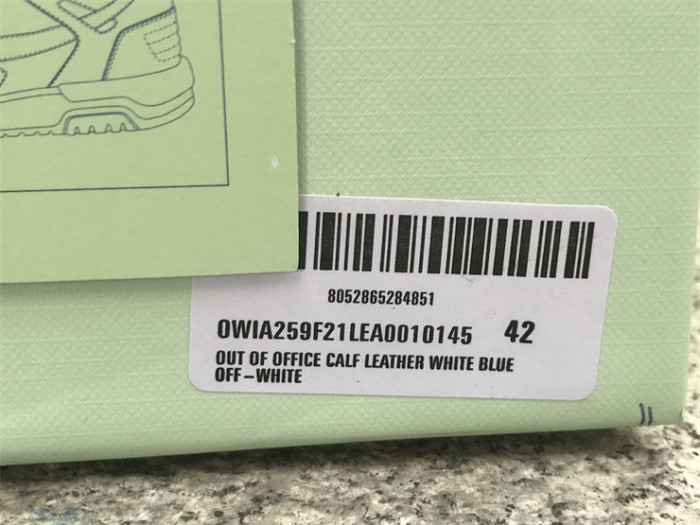 8052865284851
OWIA259F21LEA0010145 42
OUT OF OFFICE CALF LEATHER WHITE BLUE
OFF-WHITE